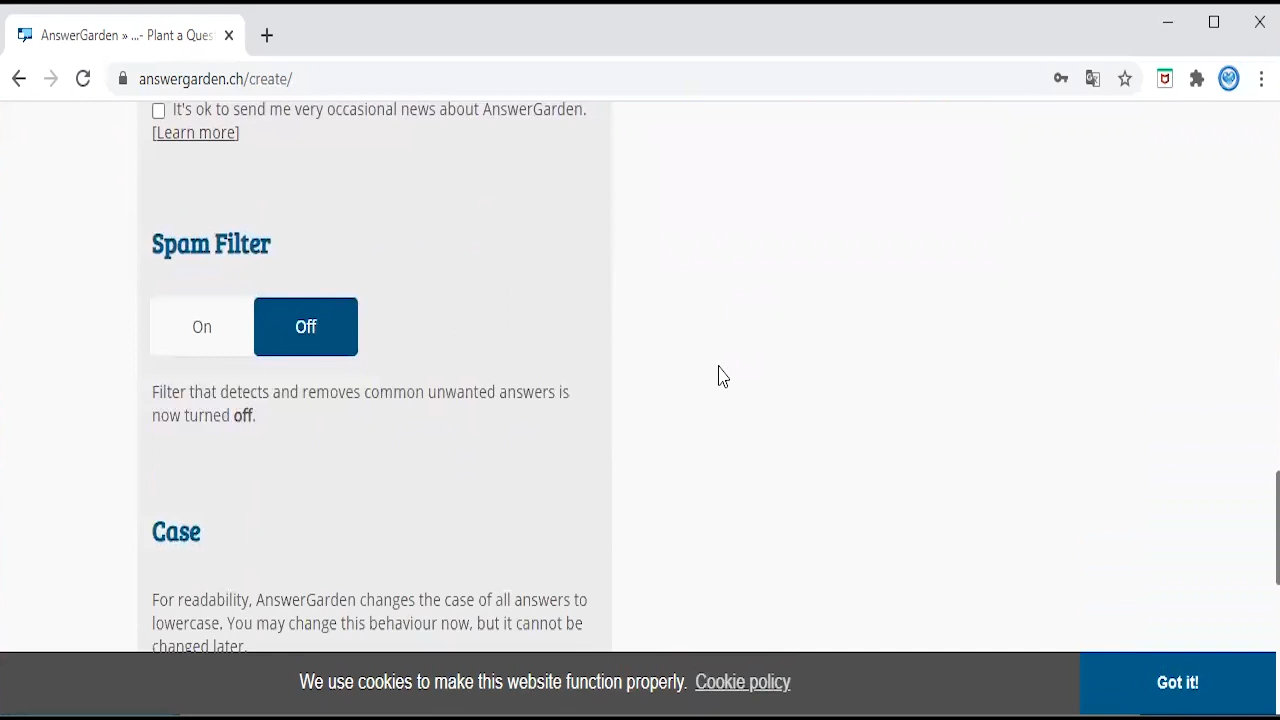 AnswerGarden » ...- Plant a Ques
answergarden.ch/create/
It's ok to send me very occasional news about AnswerGarden.
[Learn more]
Spam Filter
On
Off
Filter that detects and removes common unwanted answers is
now turned off.
Case
For readability, AnswerGarden changes the case of all answers to
lowercase. You may change this behaviour now, but it cannot be
changed later.
We use cookies to make this website function properly. Cookie policy
Got it!